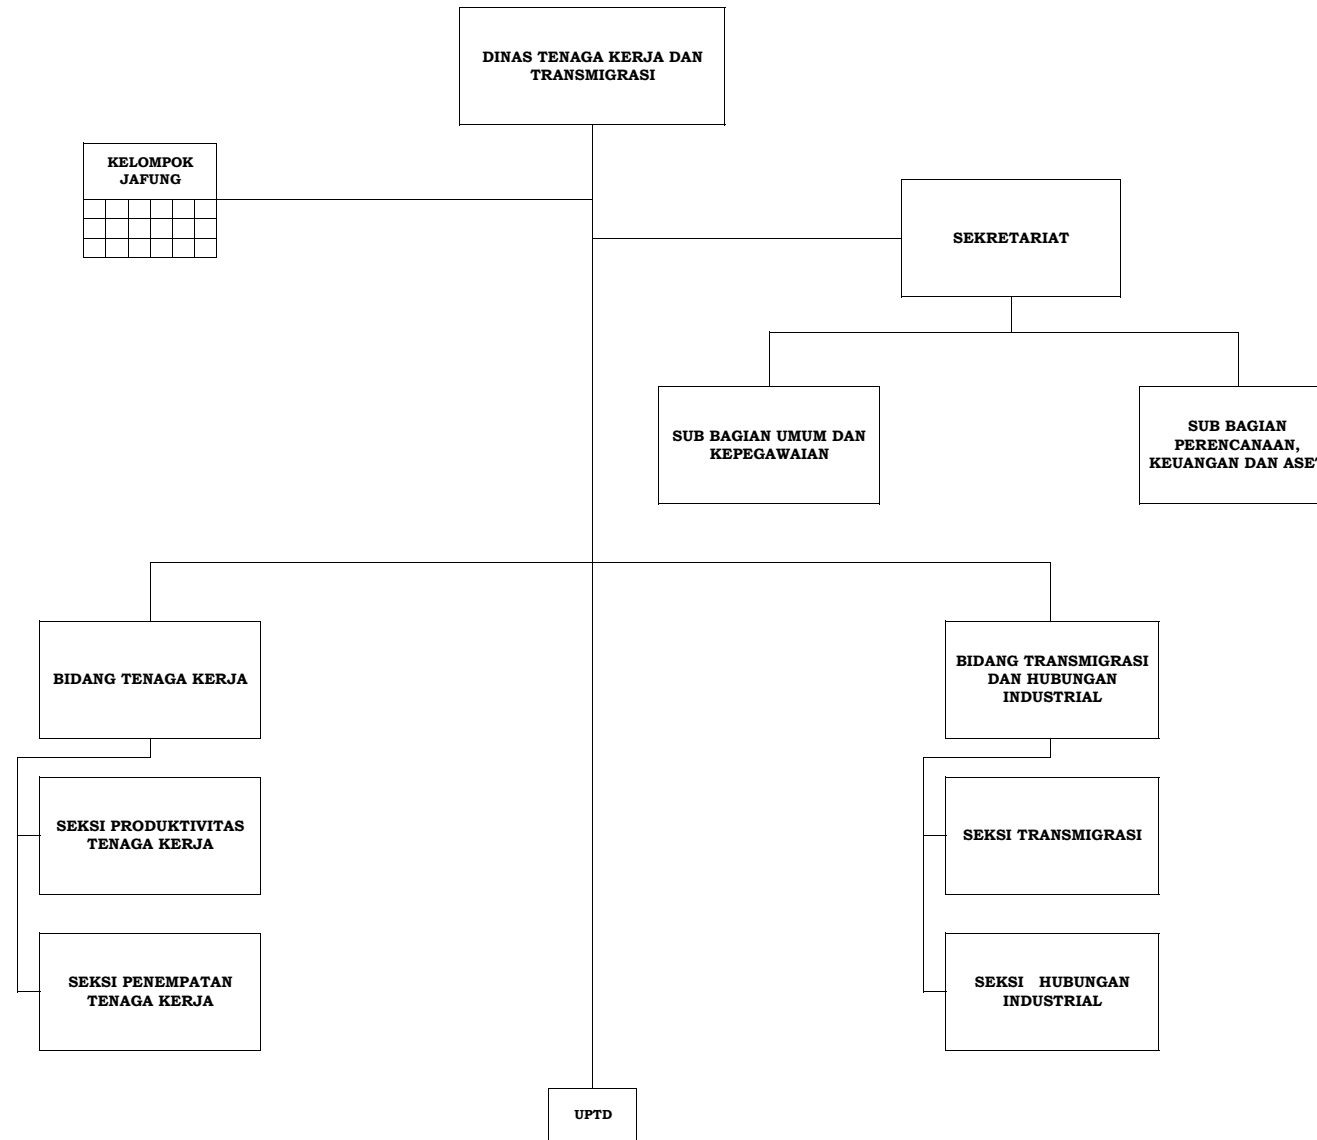 DINAS TENAGA KERJA DAN
TRANSMIGRASI
KELOMPOK
JAFUNG
SEKRETARIAT
SUB BAGIAN UMUM DAN
KEPEGAWAIAN
SUB BAGIAN
PERENCANAAN,
KEUANGAN DAN ASET
BIDANG TENAGA KERJA
BIDANG TRANSMIGRASI
DAN HUBUNGAN
INDUSTRIAL
SEKSI PRODUKTIVITAS
TENAGA KERJA
SEKSI TRANSMIGRASI
SEKSI PENEMPATAN
TENAGA KERJA
SEKSI HUBUNGAN
INDUSTRIAL
UPTD